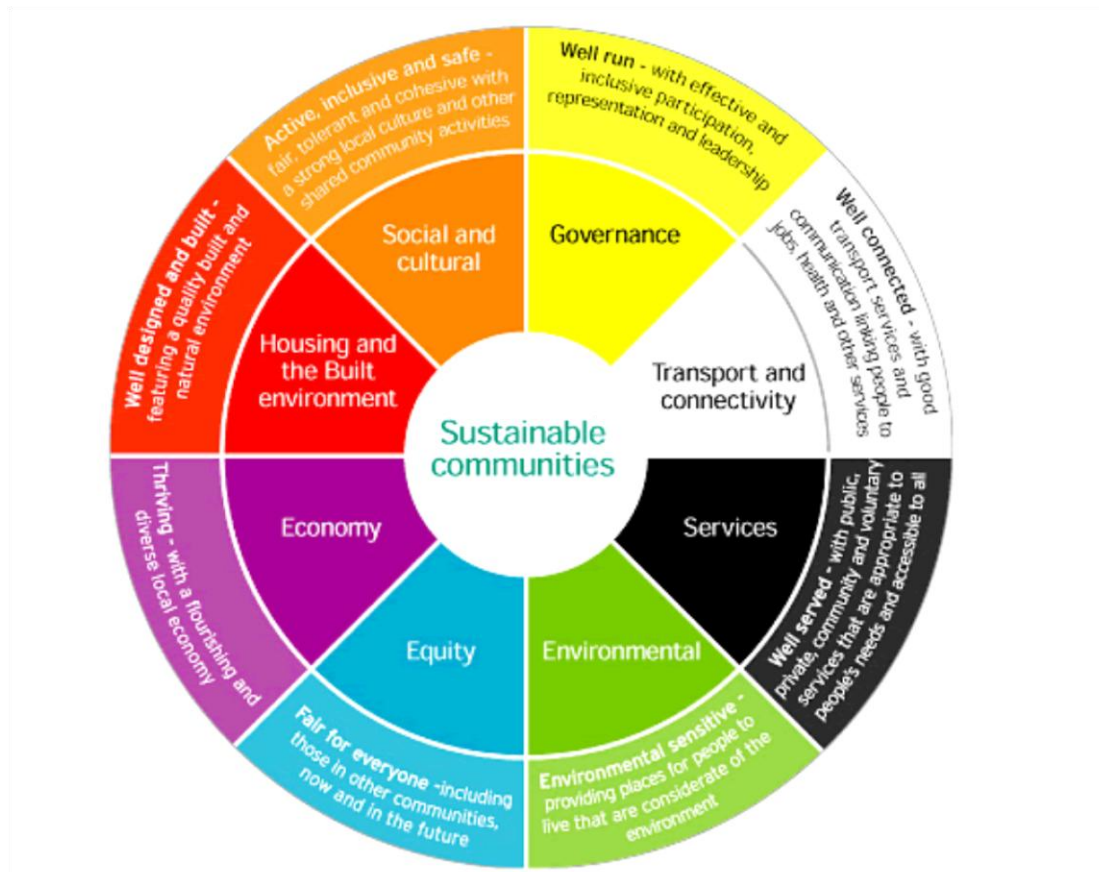 Sustainable
communities
Governance
Well run - with effective and
inclusive participation,
representation and leadership
Transport and
connectivity
Well connected - with good
transport services and
communication linking people to
jobs, health and other services
Services
Well served - with public,
private, community and voluntary
services that are appropriate to
people's needs and accessible to all
Environmental
Environmental sensitive -
providing places for people to
live that are considerate of the
environment
Equity
Fair for everyone -including
those in other communities,
now and in the future
Economy
Thriving - with a flourishing and
diverse local economy
Housing and
the Built
environment
Well designed and built -
featuring a quality built and
natural environment
Social and
cultural
Active, inclusive and safe -
fair, tolerant and cohesive with
a strong local culture and other
shared community activities